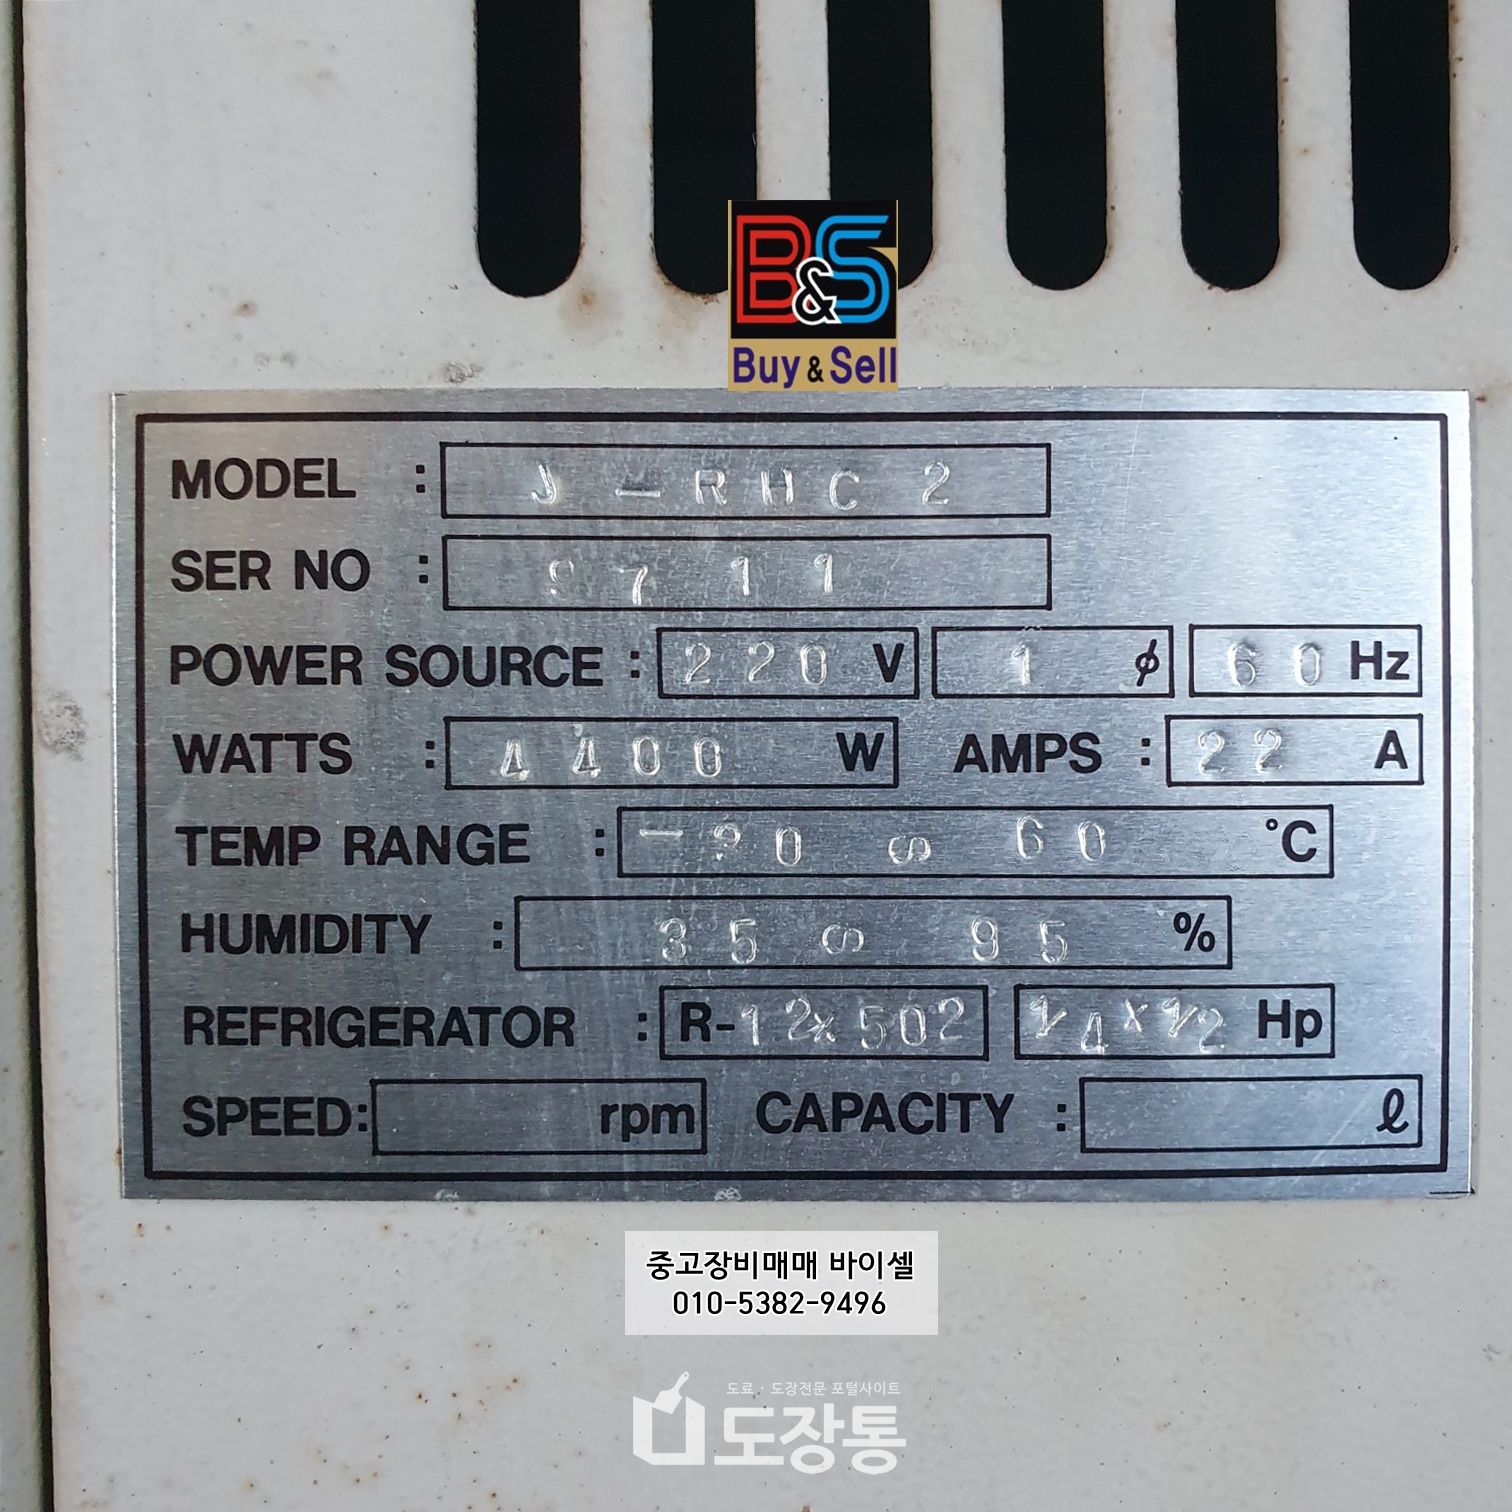 B&S
Buy & Sell
MODEL : J-RHC2
SER NO : 9711
POWER SOURCE : 220 V 1 ϕ 60 Hz
WATTS : 4400 W AMPS : 22 A
TEMP RANGE : -20 ∽ 60 °C
HUMIDITY : 35 ∽ 95 %
REFRIGERATOR : R-12x502 1/4 x 1/2 Hp
SPEED: rpm CAPACITY : ℓ
중고장비매매 바이셀
010-5382-9496
도료 · 도장전문 포털사이트
도장통